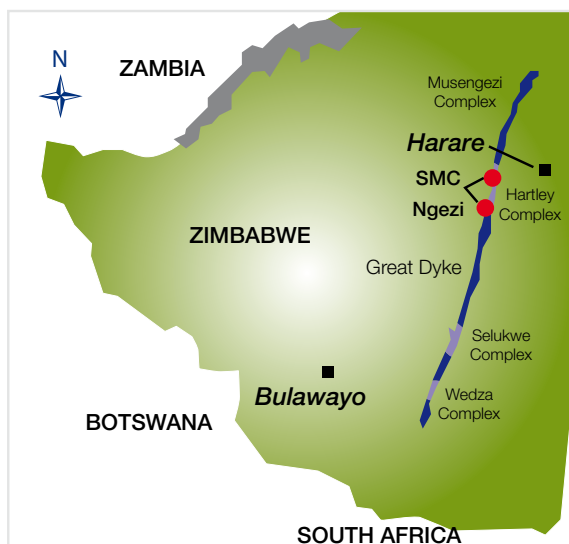 N
ZAMBIA
Musengezi
Complex
Harare
SMC
Hartley
Complex
Ngezi
ZIMBABWE
Great Dyke
Selukwe
Complex
Bulawayo
Wedza
Complex
BOTSWANA
SOUTH AFRICA